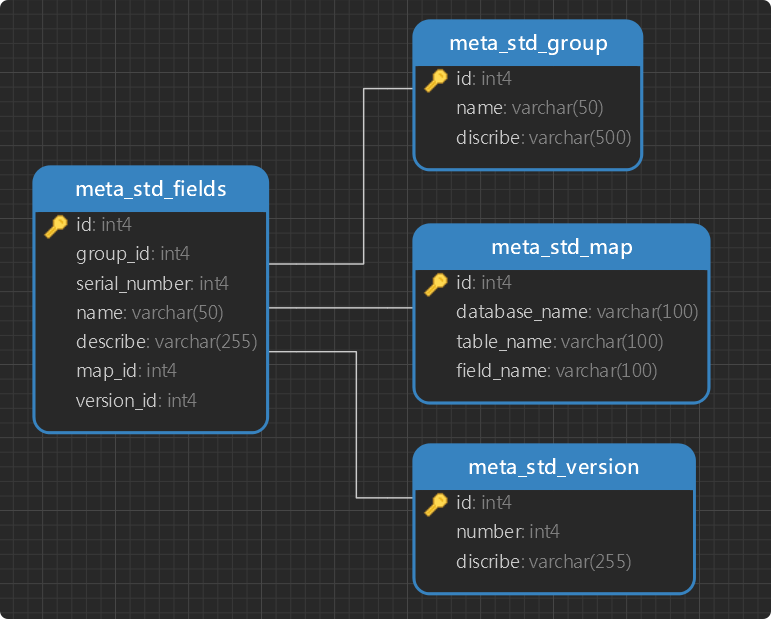 meta_std_group
id: int4
name: varchar(50)
discribe: varchar(500)
meta_std_fields
id: int4
group_id: int4
serial_number: int4
name: varchar(50)
describe: varchar(255)
map_id: int4
version_id: int4
meta_std_map
id: int4
database_name: varchar(100)
table_name: varchar(100)
field_name: varchar(100)
meta_std_version
id: int4
number: int4
discribe: varchar(255)